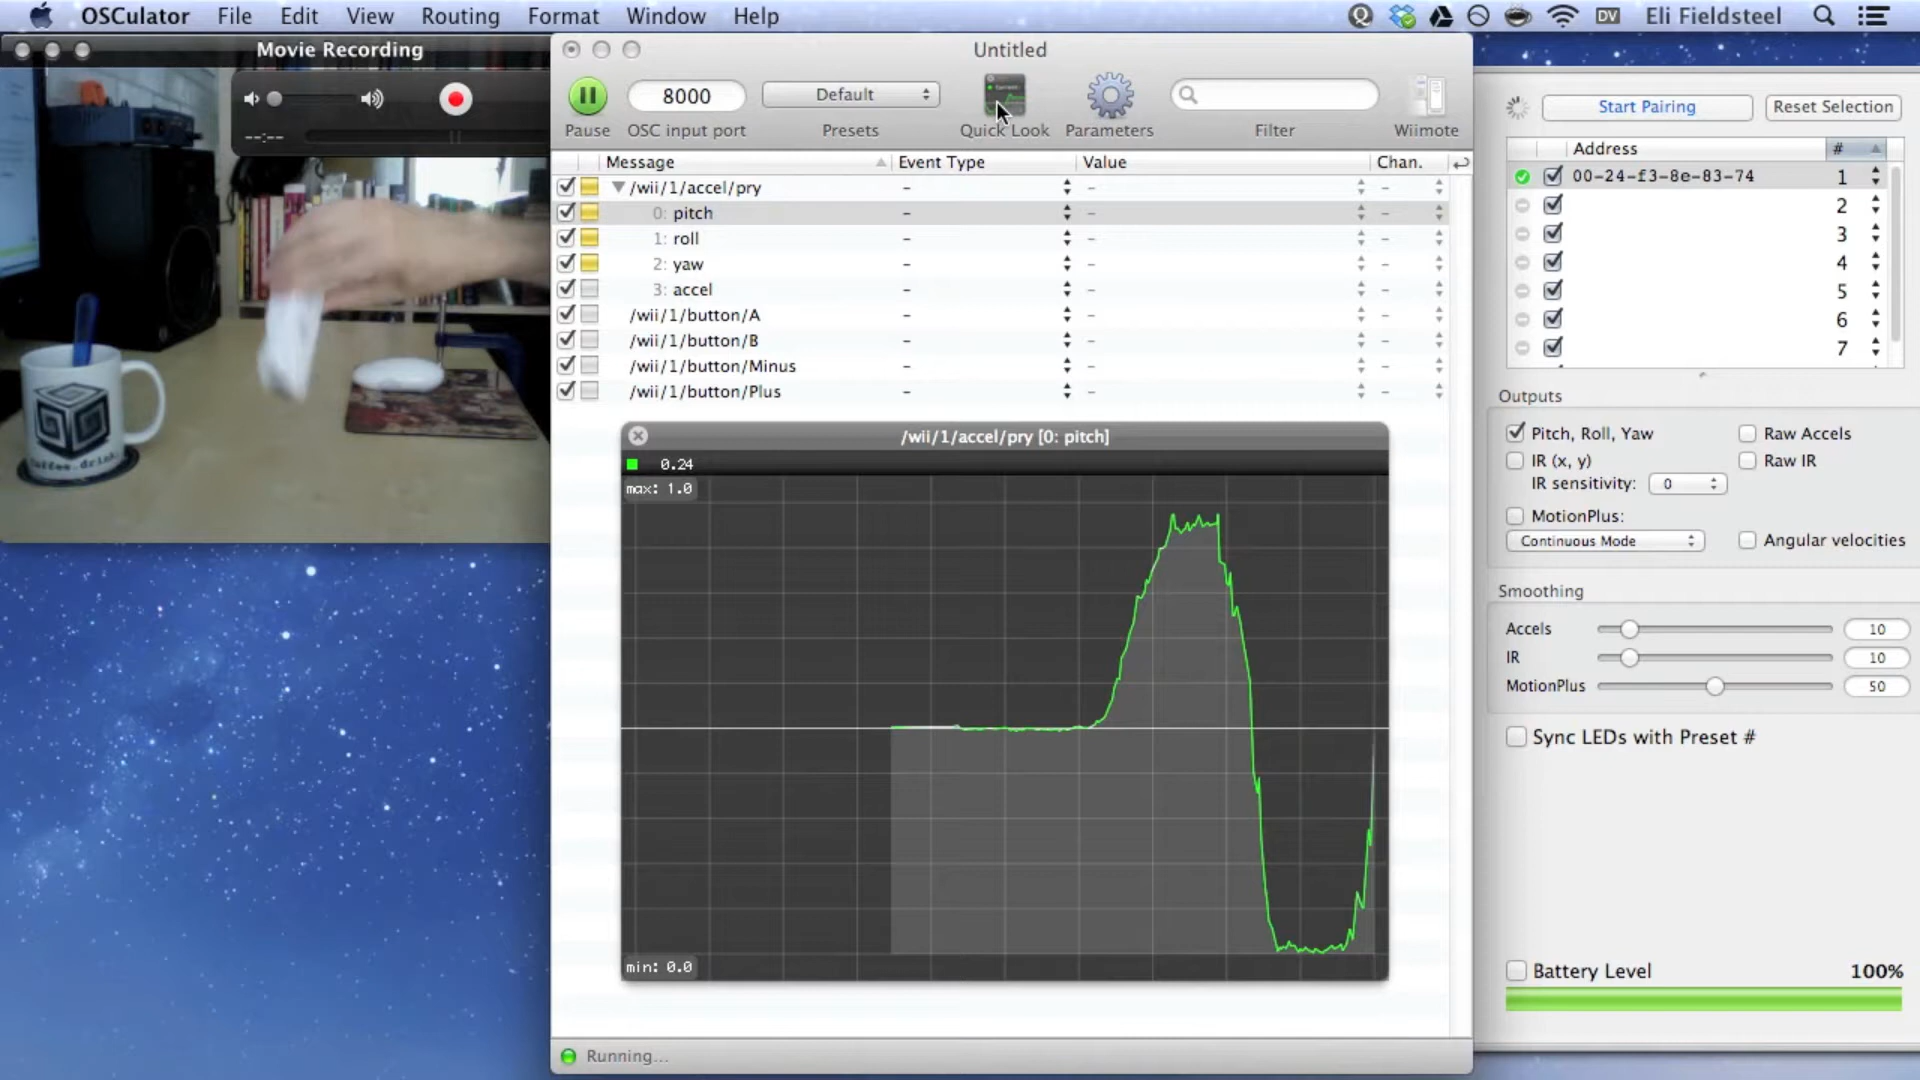 OSCulator File Edit View Routing Format Window Help
DV Eli Fieldsteel
Movie Recording
--:--
Untitled
8000
Default
Pause OSC input port Presets Quick Look Parameters Filter Wiimote
Message Event Type Value Chan.
/wii/1/accel/pry - - -
0: pitch - - -
1: roll - - -
2: yaw - - -
3: accel - - -
/wii/1/button/A - - -
/wii/1/button/B - - -
/wii/1/button/Minus - - -
/wii/1/button/Plus - - -
/wii/1/accel/pry [0: pitch]
0.24
max: 1.0
min: 0.0
Running...
Start Pairing Reset Selection
Address #
00-24-f3-8e-83-74 1
2
3
4
5
6
7
Outputs
Pitch, Roll, Yaw Raw Accels
IR (x, y) Raw IR
IR sensitivity: 0
MotionPlus:
Continuous Mode Angular velocities
Smoothing
Accels 10
IR 10
MotionPlus 50
Sync LEDs with Preset #
Battery Level 100%